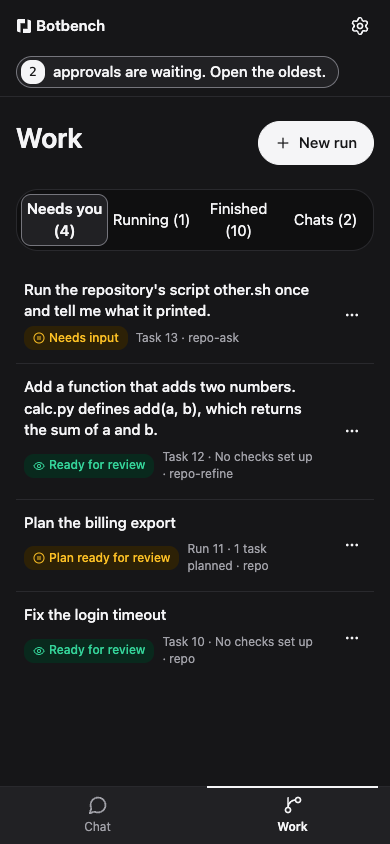 Botbench
2 approvals are waiting. Open the oldest.
Work
+ New run
Needs you
(4)
Running (1)
Finished
(10)
Chats (2)
Run the repository's script other.sh once
and tell me what it printed.
Needs input
Task 13 · repo-ask
Add a function that adds two numbers.
calc.py defines add(a, b), which returns
the sum of a and b.
Ready for review
Task 12 · No checks set up
· repo-refine
Plan the billing export
Plan ready for review
Run 11 · 1 task
planned · repo
Fix the login timeout
Ready for review
Task 10 · No checks set up
· repo
Chat
Work